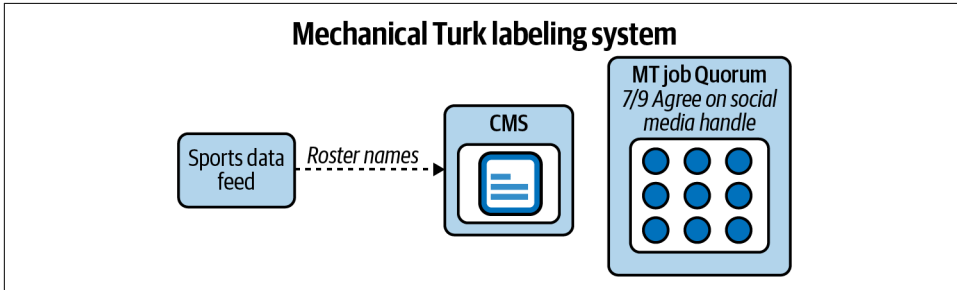 Mechanical Turk labeling system
Sports data
feed
Roster names
CMS
MT job Quorum
7/9 Agree on social
media handle